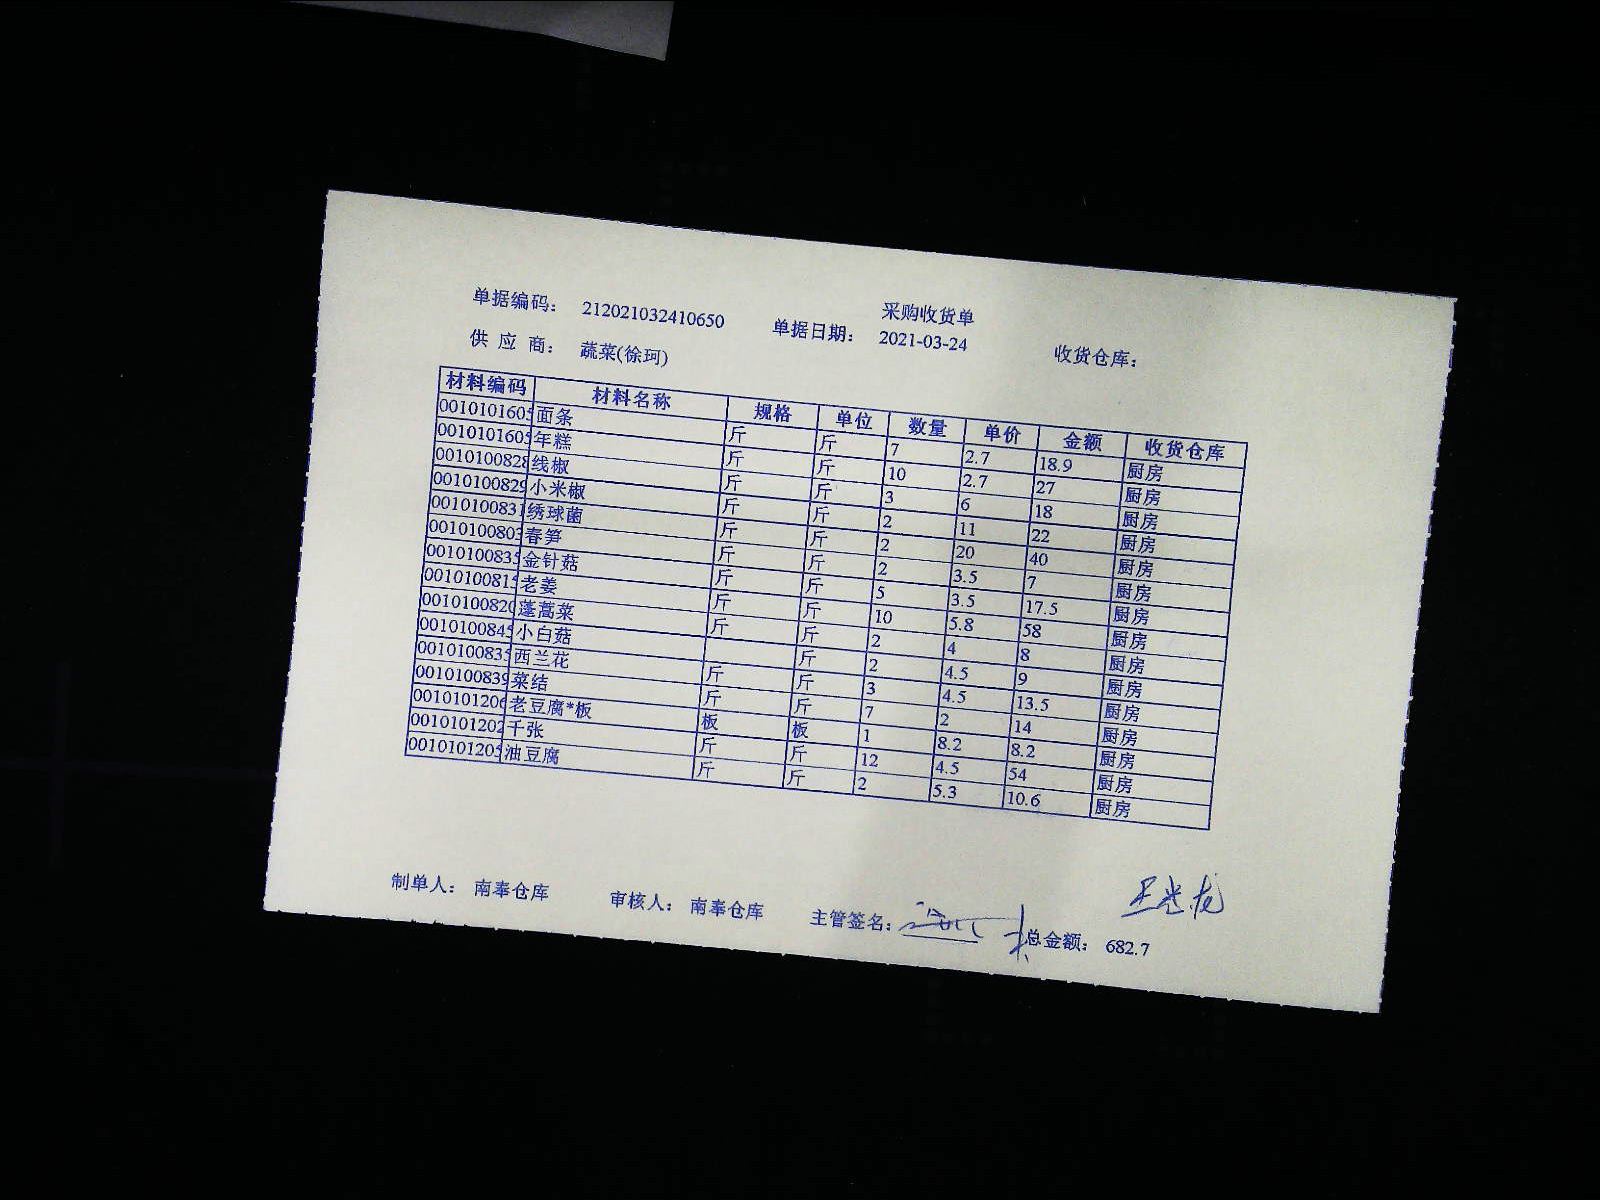 采购收货单
单据编码： 212021032410650 单据日期： 2021-03-24 收货仓库：
供 应 商： 蔬菜(徐珂)
材料编码 材料名称 规格 单位 数量 单价 金额 收货仓库
0010101605 面条 斤 斤 7 2.7 18.9 厨房
0010101605 年糕 斤 斤 10 2.7 27 厨房
0010100828 线椒 斤 斤 3 6 18 厨房
0010100829 小米椒 斤 斤 2 11 22 厨房
0010100831 绣球菌 斤 斤 2 20 40 厨房
0010100803 春笋 斤 斤 2 3.5 7 厨房
0010100835 金针菇 斤 斤 5 3.5 17.5 厨房
0010100815 老姜 斤 斤 10 5.8 58 厨房
0010100820 蓬蒿菜 斤 斤 2 4 8 厨房
0010100845 小白菇 斤 2 4.5 9 厨房
0010100835 西兰花 斤 斤 3 4.5 13.5 厨房
0010100839 菜结 斤 斤 7 2 14 厨房
0010101206 老豆腐*板 板 板 1 8.2 8.2 厨房
0010101202 千张 斤 斤 12 4.5 54 厨房
0010101205 油豆腐 斤 斤 2 5.3 10.6 厨房
制单人： 南奉仓库 审核人： 南奉仓库 主管签名： 总金额： 682.7